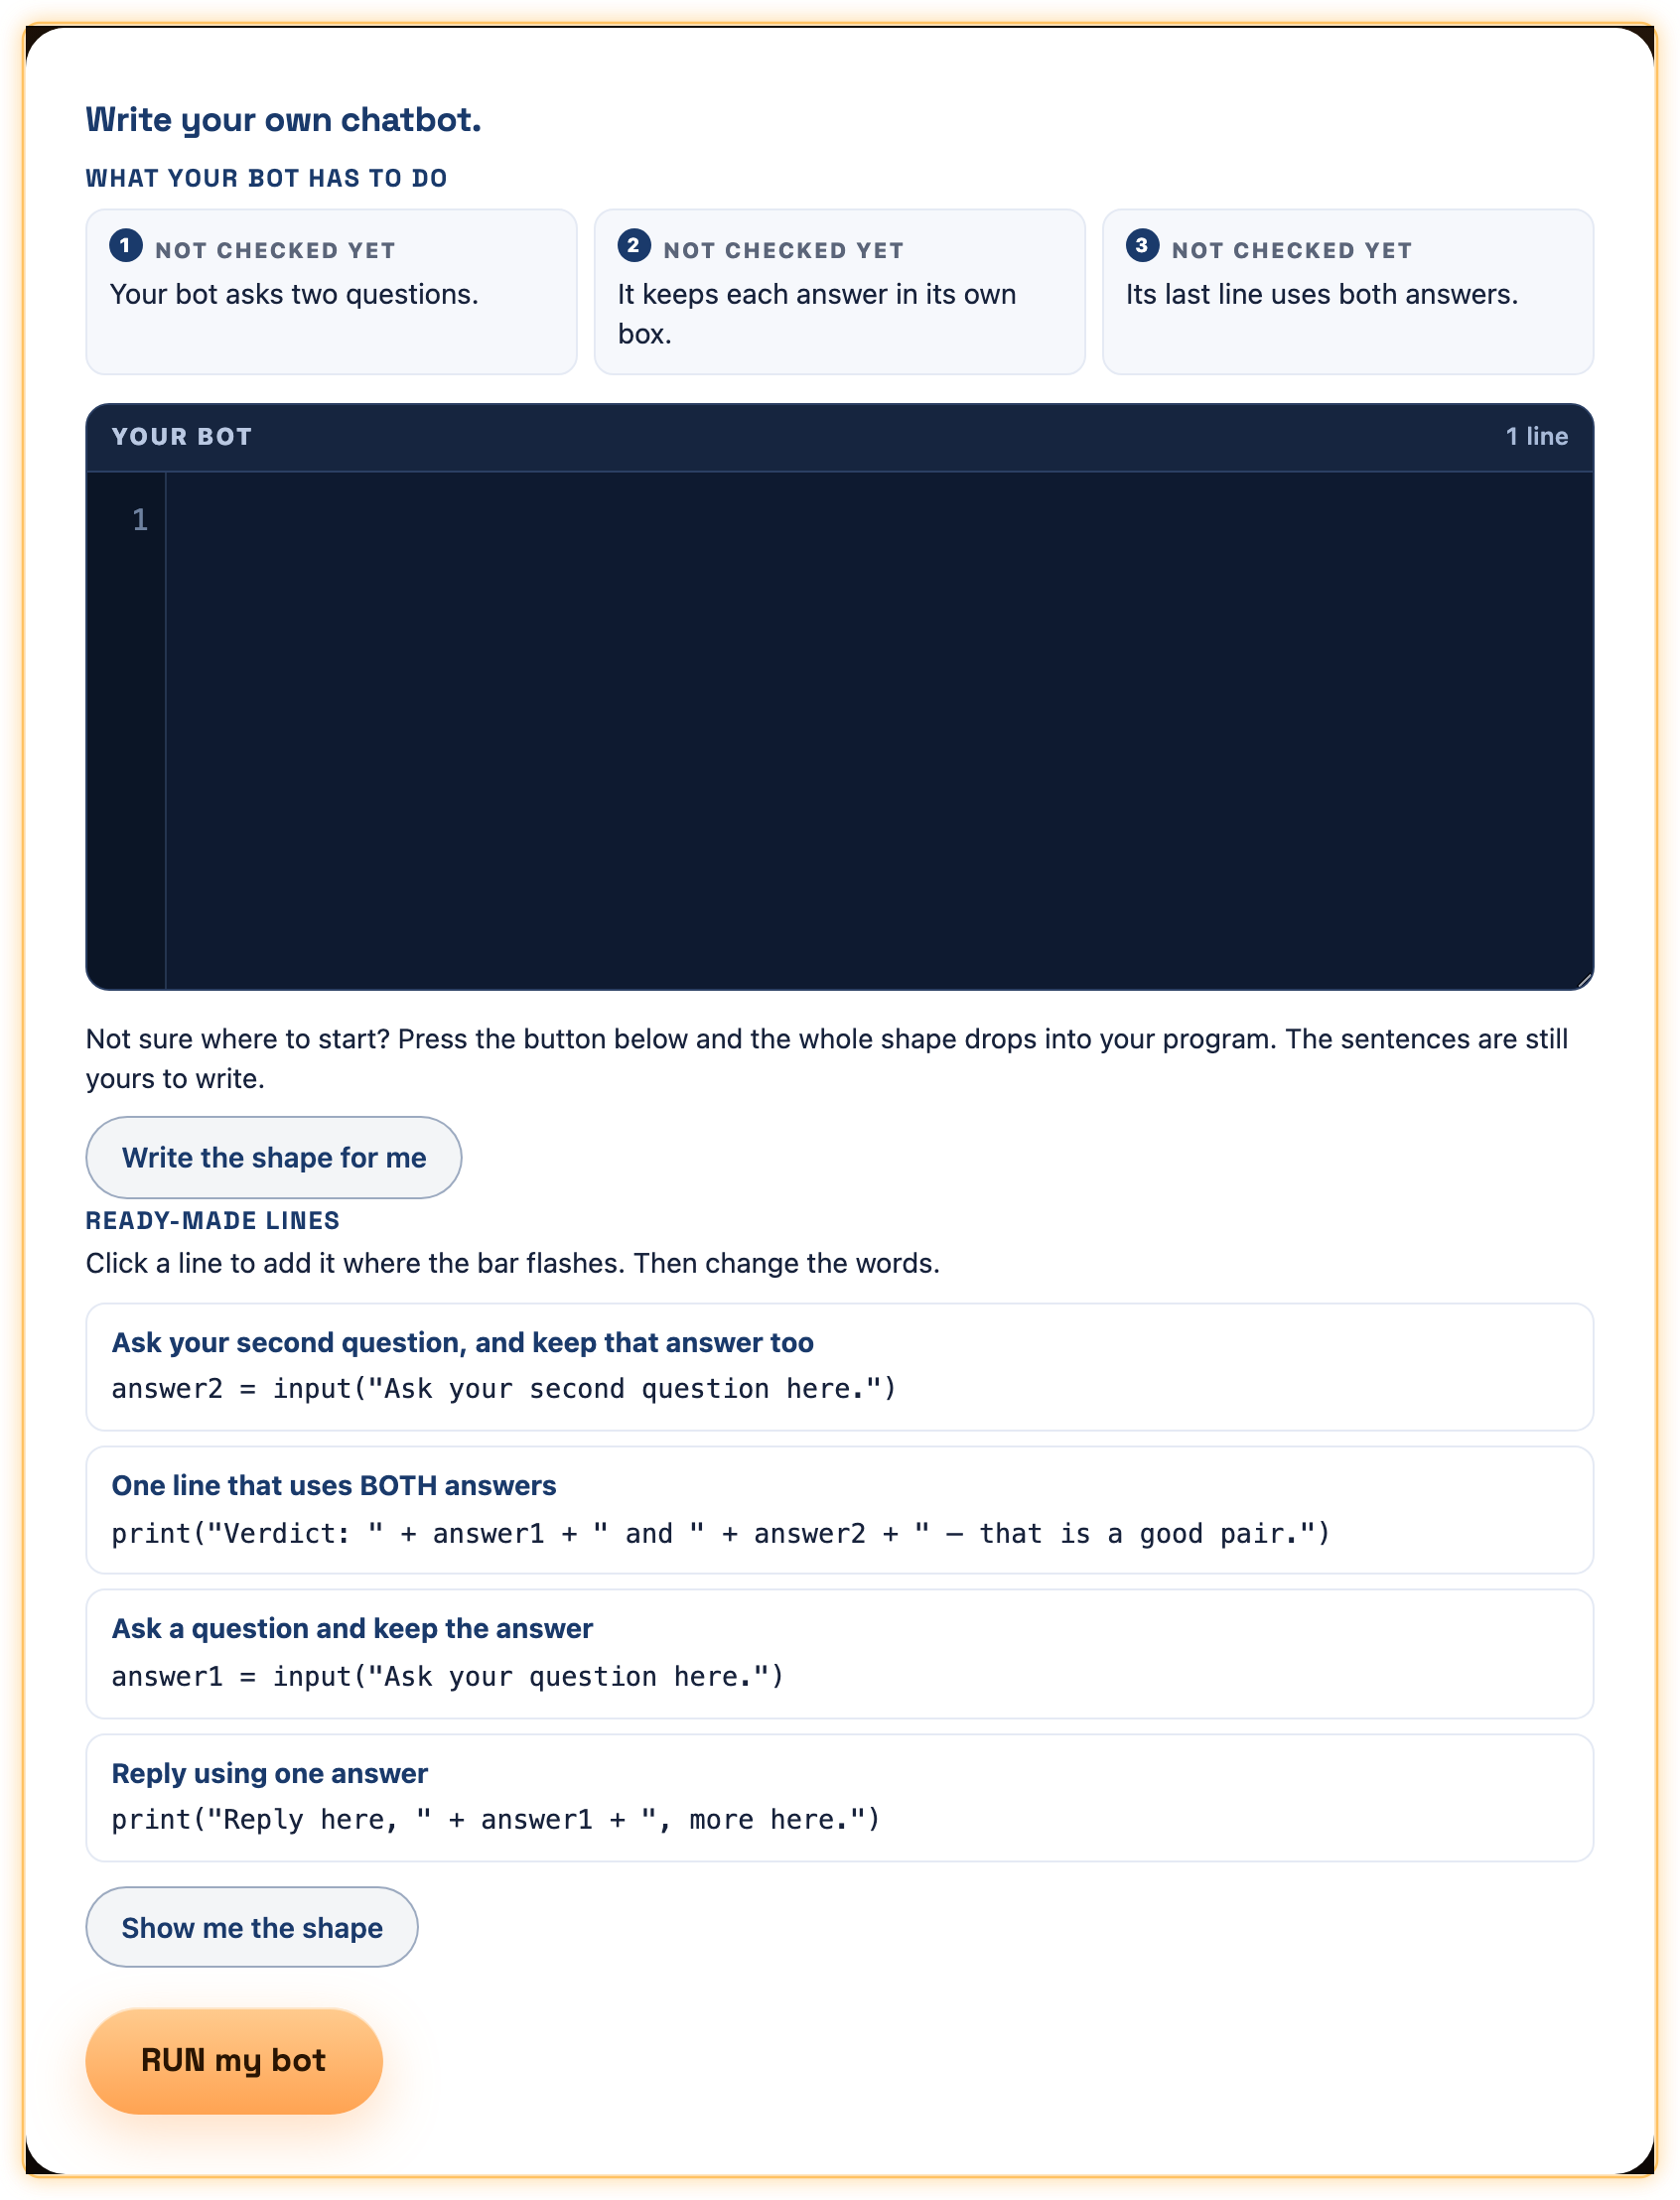 Write your own chatbot.
WHAT YOUR BOT HAS TO DO
1 NOT CHECKED YET
Your bot asks two questions.
2 NOT CHECKED YET
It keeps each answer in its own
box.
3 NOT CHECKED YET
Its last line uses both answers.
YOUR BOT
1 line
1
Not sure where to start? Press the button below and the whole shape drops into your program. The sentences are still
yours to write.
Write the shape for me
READY-MADE LINES
Click a line to add it where the bar flashes. Then change the words.
Ask your second question, and keep that answer too
answer2 = input("Ask your second question here.")
One line that uses BOTH answers
print("Verdict: " + answer1 + " and " + answer2 + " — that is a good pair.")
Ask a question and keep the answer
answer1 = input("Ask your question here.")
Reply using one answer
print("Reply here, " + answer1 + ", more here.")
Show me the shape
RUN my bot